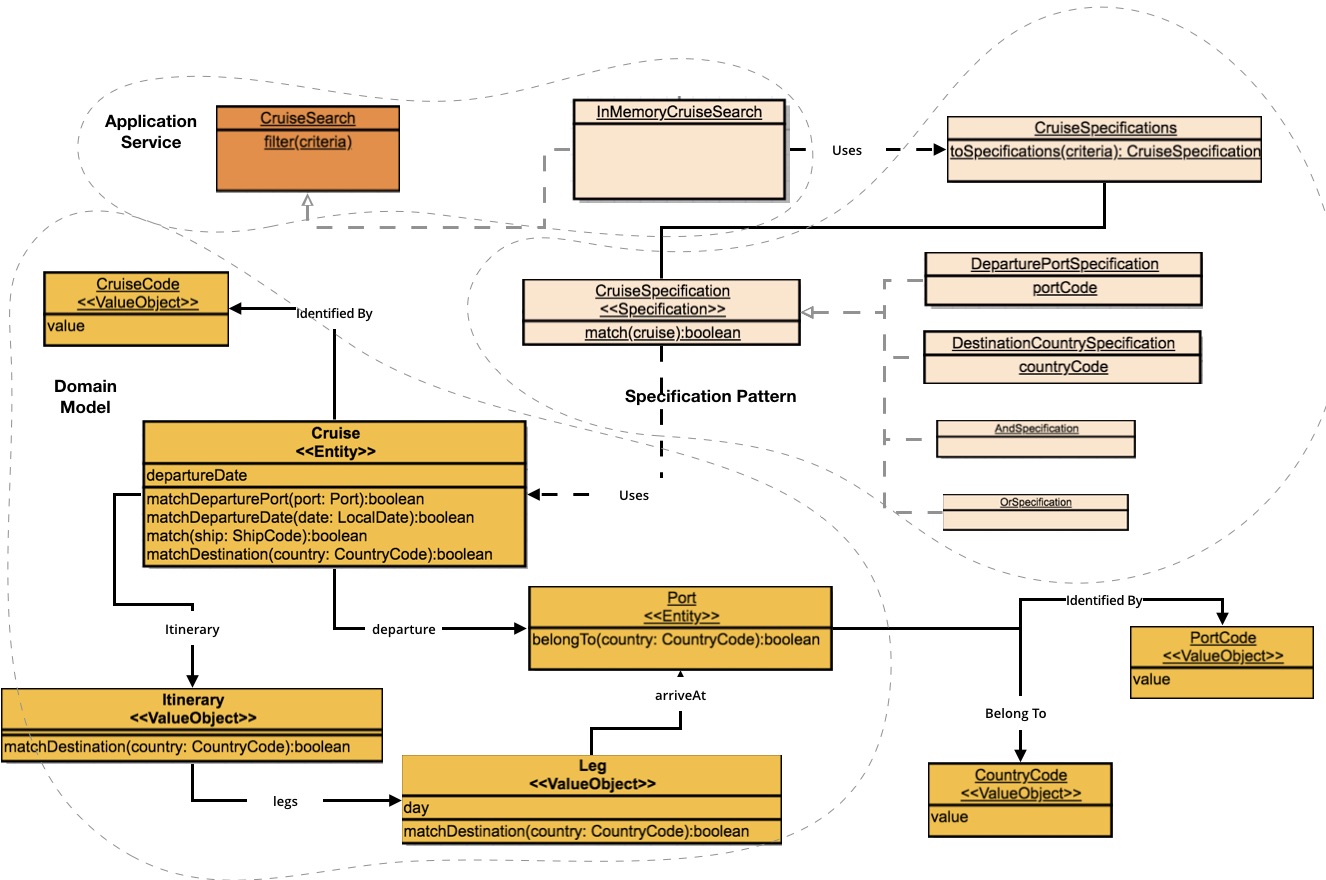 Application
Service
CruiseSearch
filter(criteria)
InMemoryCruiseSearch
Uses
CruiseSpecifications
toSpecifications(criteria): CruiseSpecification
CruiseCode
<<ValueObject>>
value
Identified By
CruiseSpecification
<<Specification>>
match(cruise):boolean
DeparturePortSpecification
portCode
DestinationCountrySpecification
countryCode
AndSpecification
OrSpecification
Specification Pattern
Domain
Model
Cruise
<<Entity>>
departureDate
matchDeparturePort(port: Port):boolean
matchDepartureDate(date: LocalDate):boolean
match(ship: ShipCode):boolean
matchDestination(country: CountryCode):boolean
Uses
Itinerary
departure
Port
<<Entity>>
belongTo(country: CountryCode):boolean
Identified By
PortCode
<<ValueObject>>
value
arriveAt
Belong To
Itinerary
<<ValueObject>>
matchDestination(country: CountryCode):boolean
legs
Leg
<<ValueObject>>
day
matchDestination(country: CountryCode):boolean
CountryCode
<<ValueObject>>
value